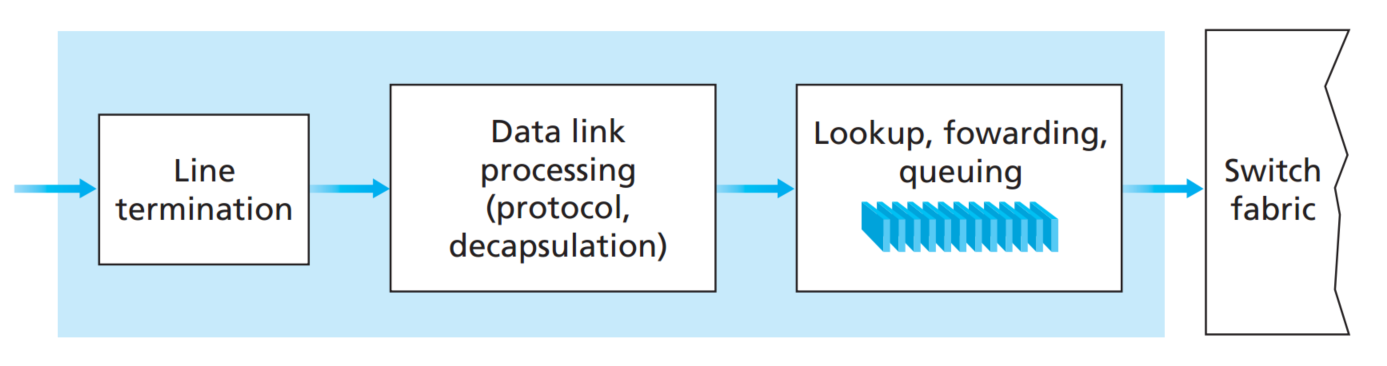 Line
termination
Data link
processing
(protocol,
decapsulation)
Lookup, fowarding,
queuing
Switch
fabric